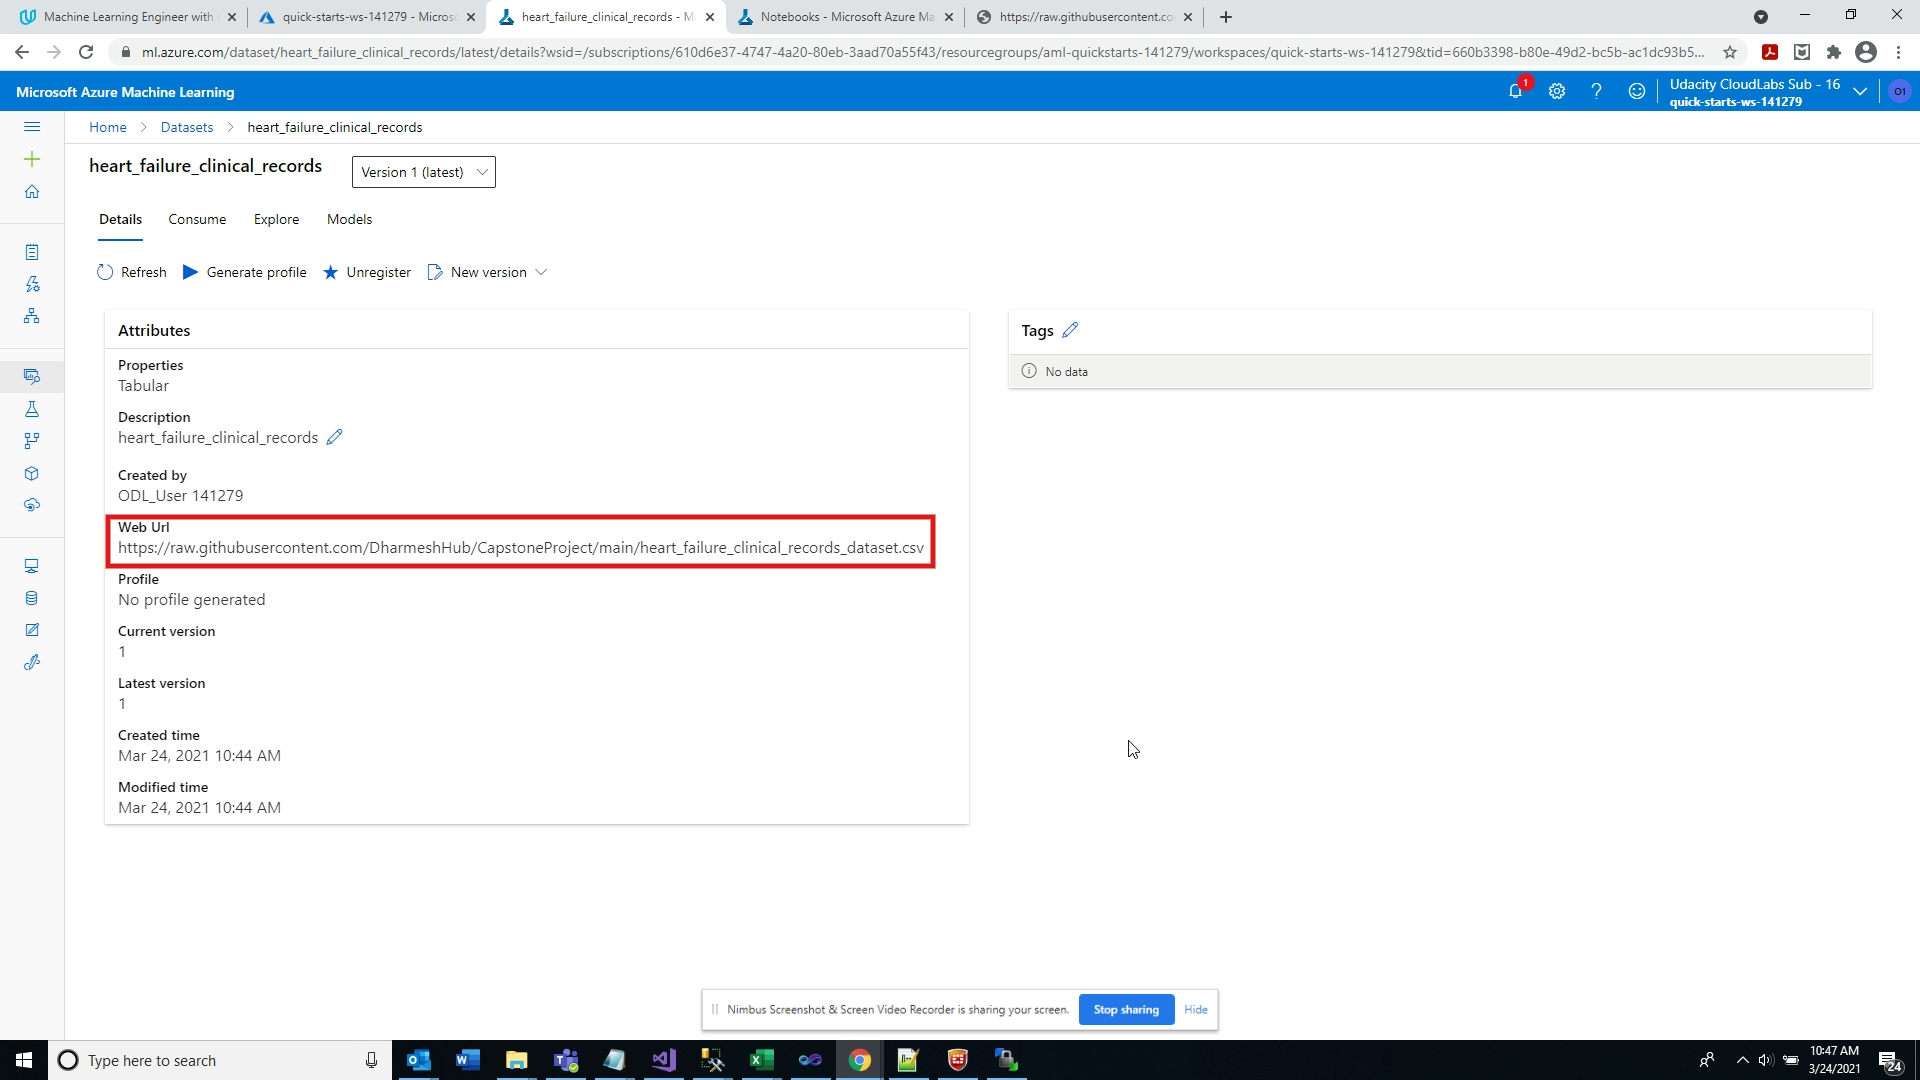 Machine Learning Engineer with
quick-starts-ws-141279 - Micros
heart_failure_clinical_records - M
Notebooks - Microsoft Azure Ma
https://raw.githubusercontent.co
ml.azure.com/dataset/heart_failure_clinical_records/latest/details?wsid=/subscriptions/610d6e37-4747-4a20-80eb-3aad70a55f43/resourcegroups/aml-quickstarts-141279/workspaces/quick-starts-ws-141279&tid=660b3398-b80e-49d2-bc5b-ac1dc93b5...
Microsoft Azure Machine Learning
1
?
Udacity CloudLabs Sub - 16
quick-starts-ws-141279
O1
Home > Datasets > heart_failure_clinical_records
heart_failure_clinical_records
Version 1 (latest)
Details Consume Explore Models
Refresh Generate profile Unregister New version
Attributes
Properties
Tabular
Description
heart_failure_clinical_records
Created by
ODL_User 141279
Web Url
https://raw.githubusercontent.com/DharmeshHub/CapstoneProject/main/heart_failure_clinical_records_dataset.csv
Profile
No profile generated
Current version
1
Latest version
1
Created time
Mar 24, 2021 10:44 AM
Modified time
Mar 24, 2021 10:44 AM
Tags
No data
Nimbus Screenshot & Screen Video Recorder is sharing your screen. Stop sharing Hide
Type here to search
10:47 AM
3/24/2021
24